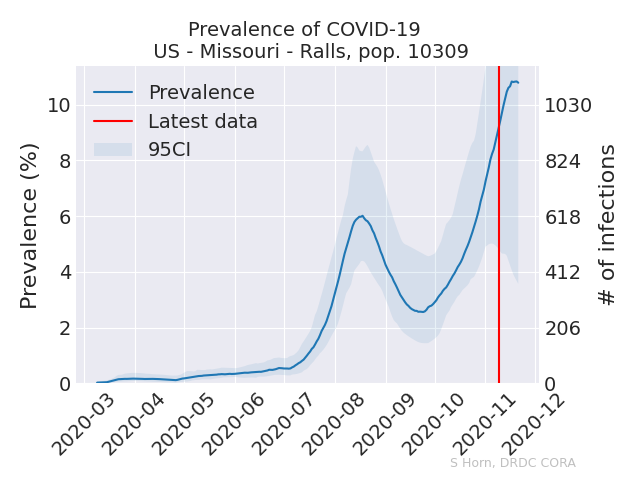 Prevalence of COVID-19
US - Missouri - Ralls, pop. 10309
Prevalence (%)
10
8
6
4
2
0
Prevalence
Latest data
95CI
1030
824
618
412
206
0
# of infections
2020-03
2020-04
2020-05
2020-06
2020-07
2020-08
2020-09
2020-10
2020-11
2020-12
S Horn, DRDC CORA